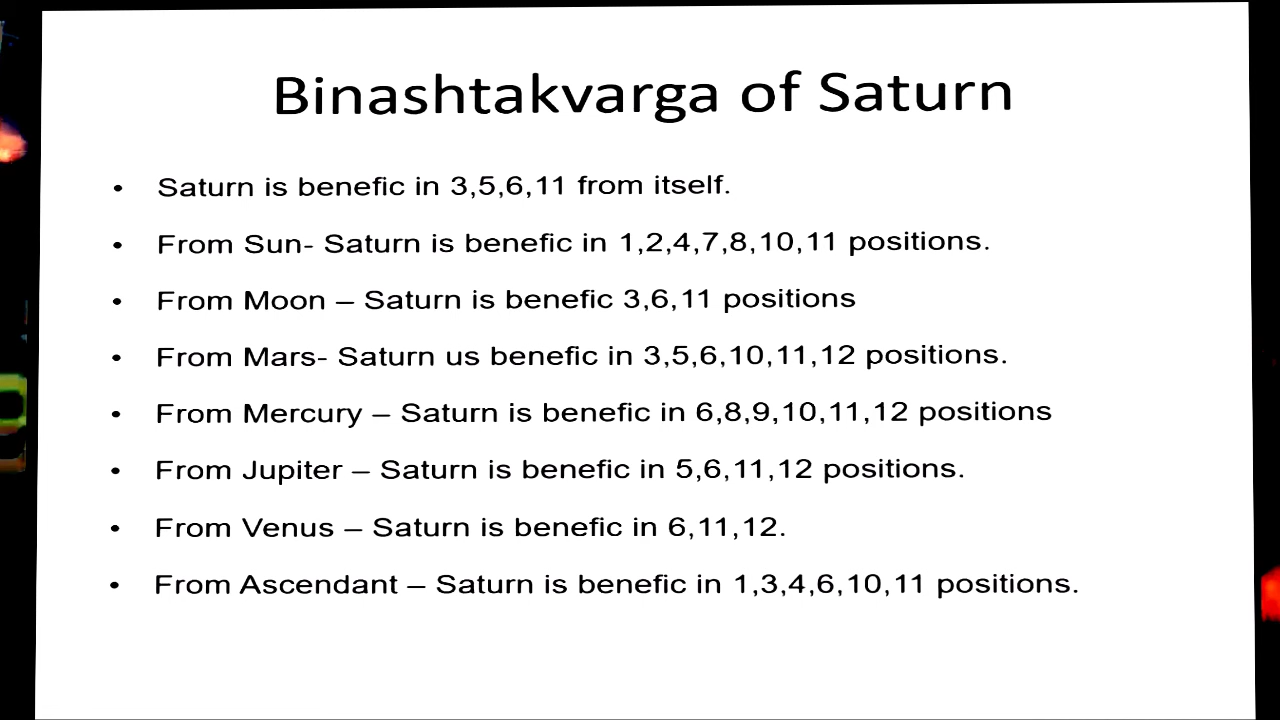 Binashtakvarga of Saturn
• Saturn is benefic in 3,5,6,11 from itself.
• From Sun- Saturn is benefic in 1,2,4,7,8,10,11 positions.
• From Moon – Saturn is benefic 3,6,11 positions
• From Mars- Saturn us benefic in 3,5,6,10,11,12 positions.
• From Mercury – Saturn is benefic in 6,8,9,10,11,12 positions
• From Jupiter – Saturn is benefic in 5,6,11,12 positions.
• From Venus – Saturn is benefic in 6,11,12.
• From Ascendant – Saturn is benefic in 1,3,4,6,10,11 positions.